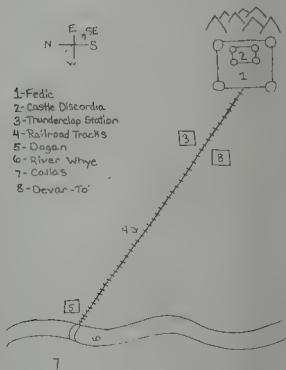 E
SE
N S
W
2
1
1-Fedic
2-Castle Discordia
3-Thunderclap Station
4-Railroad Tracks
5-Dogan
6-River Whye
7-Callas
8-Devar-To
3
8
4
5
6
7